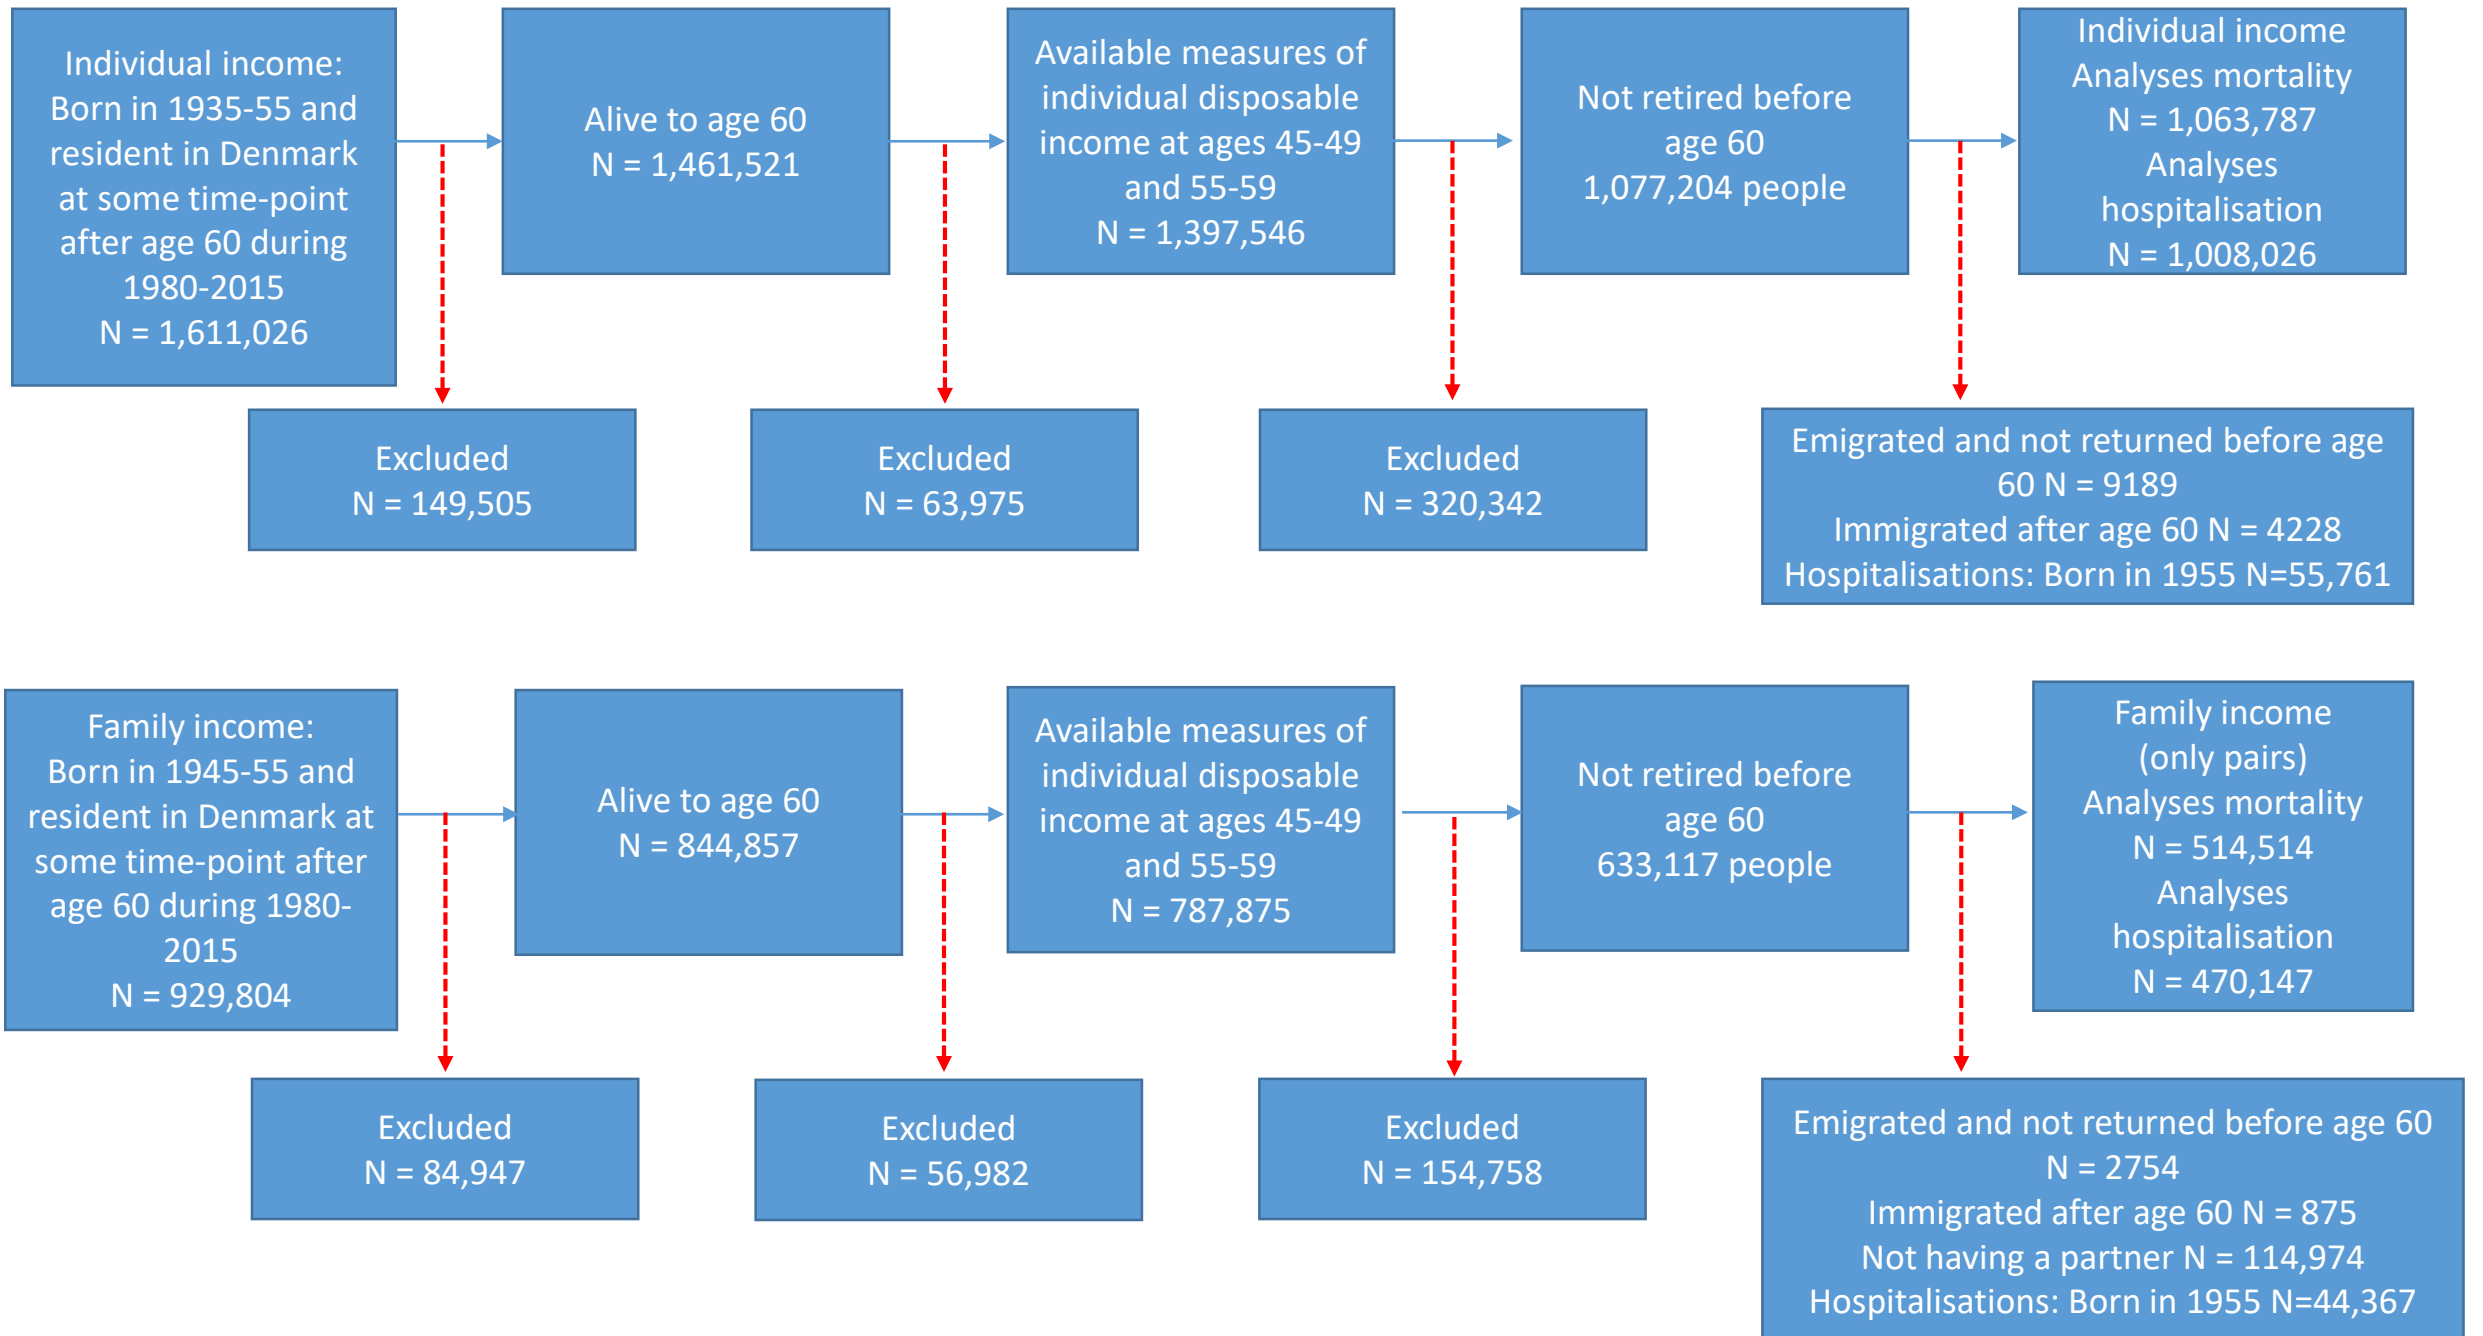 Individual income:
Born in 1935-55 and
resident in Denmark
at some time-point
after age 60 during
1980-2015
N = 1,611,026
Alive to age 60
N = 1,461,521
Available measures of
individual disposable
income at ages 45-49
and 55-59
N = 1,397,546
Not retired before
age 60
1,077,204 people
Individual income
Analyses mortality
N = 1,063,787
Analyses
hospitalisation
N = 1,008,026
Excluded
N = 149,505
Excluded
N = 63,975
Excluded
N = 320,342
Emigrated and not returned before age
60 N = 9189
Immigrated after age 60 N = 4228
Hospitalisations: Born in 1955 N=55,761
Family income:
Born in 1945-55 and
resident in Denmark at
some time-point after
age 60 during 1980-
2015
N = 929,804
Alive to age 60
N = 844,857
Available measures of
individual disposable
income at ages 45-49
and 55-59
N = 787,875
Not retired before
age 60
633,117 people
Family income
(only pairs)
Analyses mortality
N = 514,514
Analyses
hospitalisation
N = 470,147
Excluded
N = 84,947
Excluded
N = 56,982
Excluded
N = 154,758
Emigrated and not returned before age 60
N = 2754
Immigrated after age 60 N = 875
Not having a partner N = 114,974
Hospitalisations: Born in 1955 N=44,367